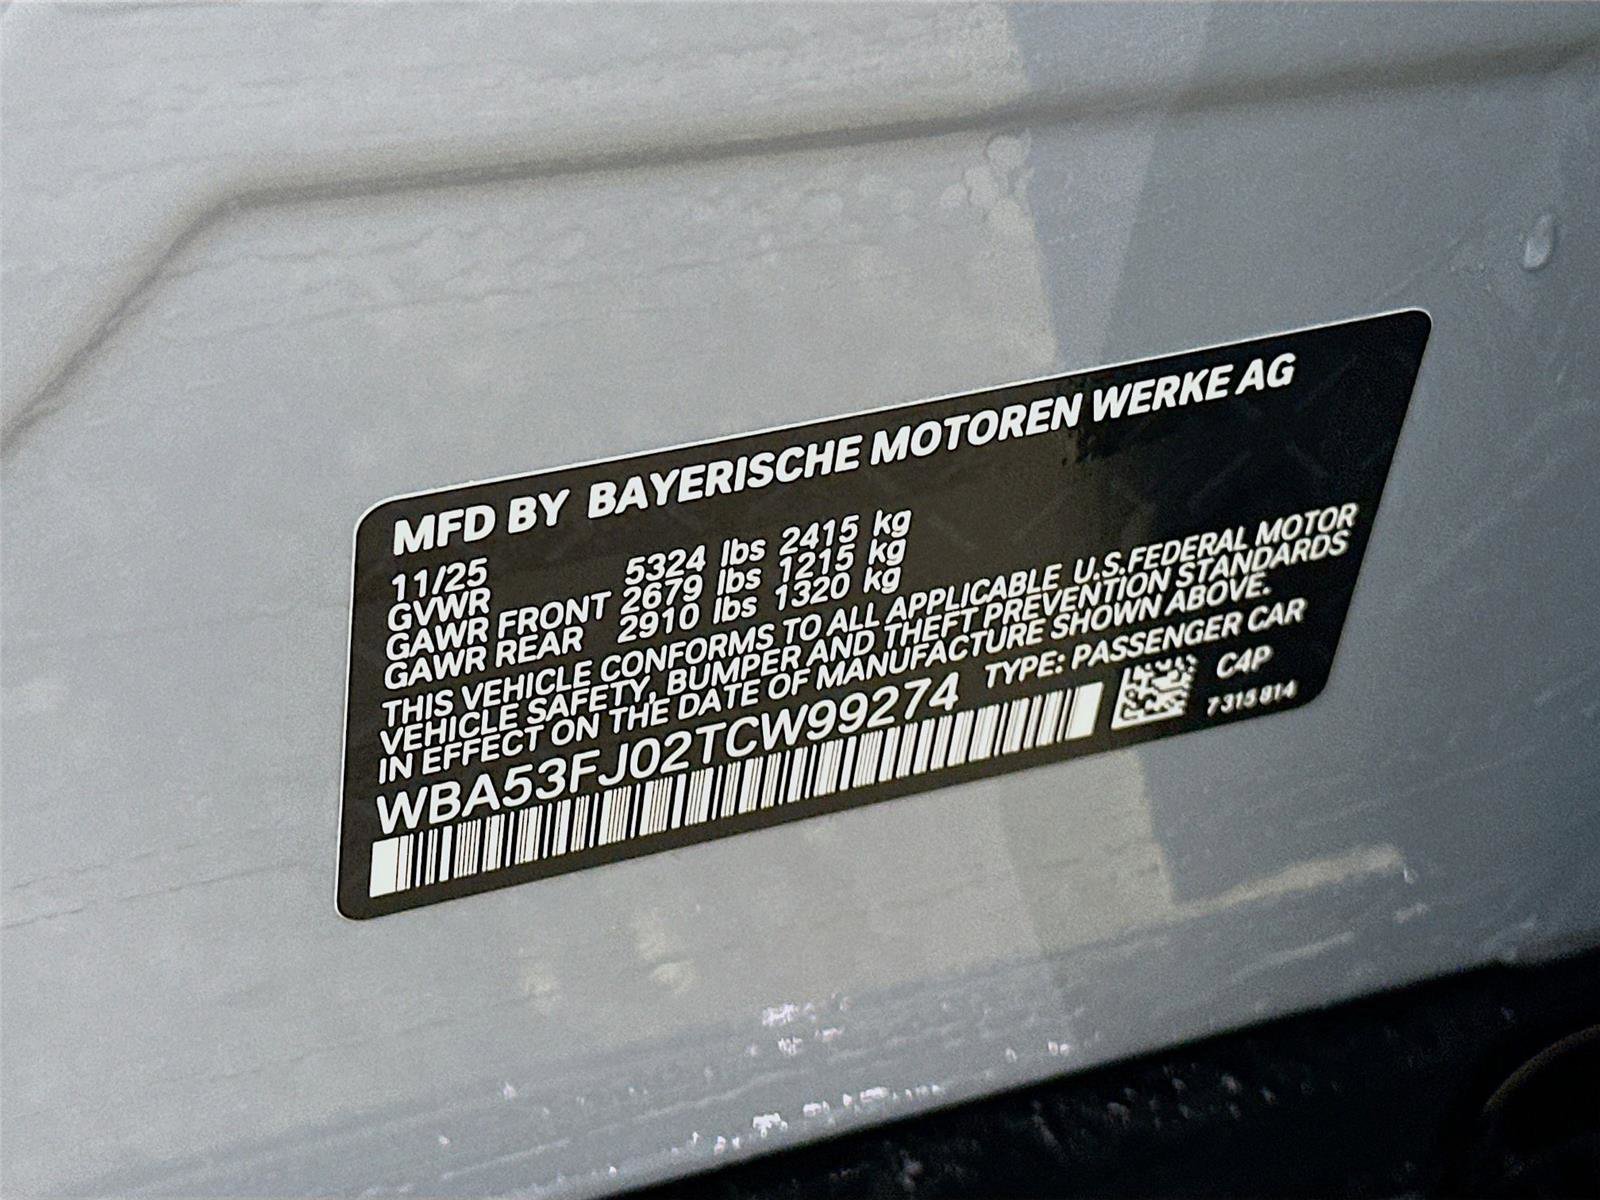 MFD BY BAYERISCHE MOTOREN WERKE AG
11/25
GVWR 5324 lbs 2415 kg
GAWR FRONT 2679 lbs 1215 kg
GAWR REAR 2910 lbs 1320 kg
THIS VEHICLE CONFORMS TO ALL APPLICABLE U.S.FEDERAL MOTOR
VEHICLE SAFETY, BUMPER AND THEFT PREVENTION STANDARDS
IN EFFECT ON THE DATE OF MANUFACTURE SHOWN ABOVE.
WBA53FJ02TCW99274 TYPE: PASSENGER CAR
C4P
7 315 814